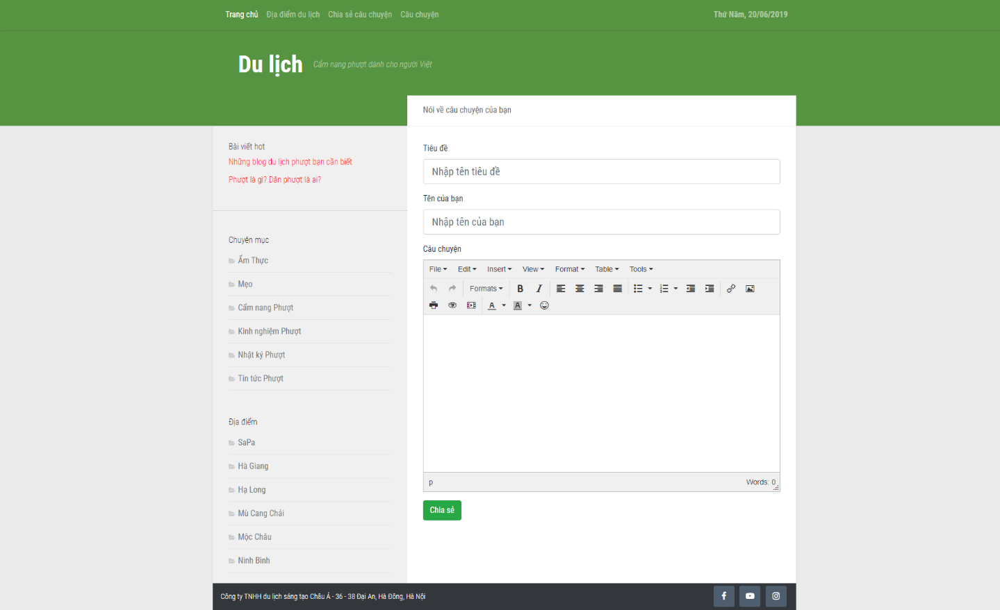 Trang chủ Địa điểm du lịch Chia sẻ câu chuyện Câu chuyện Thứ Năm, 20/06/2019
Du lịch Cẩm nang phượt dành cho người Việt
Nói về câu chuyện của bạn
Bài viết hot
Những blog du lịch phượt bạn cần biết
Phượt là gì? Dân phượt là ai?
Chuyên mục
Ẩm Thực
Mẹo
Cẩm nang Phượt
Kinh nghiệm Phượt
Nhật ký Phượt
Tin tức Phượt
Địa điểm
SaPa
Hà Giang
Hạ Long
Mù Cang Chải
Mộc Châu
Ninh Bình
Tiêu đề
Nhập tên tiêu đề
Tên của bạn
Nhập tên của bạn
Câu chuyện
File Edit Insert View Format Table Tools
Formats B I
A A
p Words: 0
Chia sẻ
Công ty TNHH du lịch sáng tạo Châu Á - 36 - 38 Đại An, Hà Đông, Hà Nội